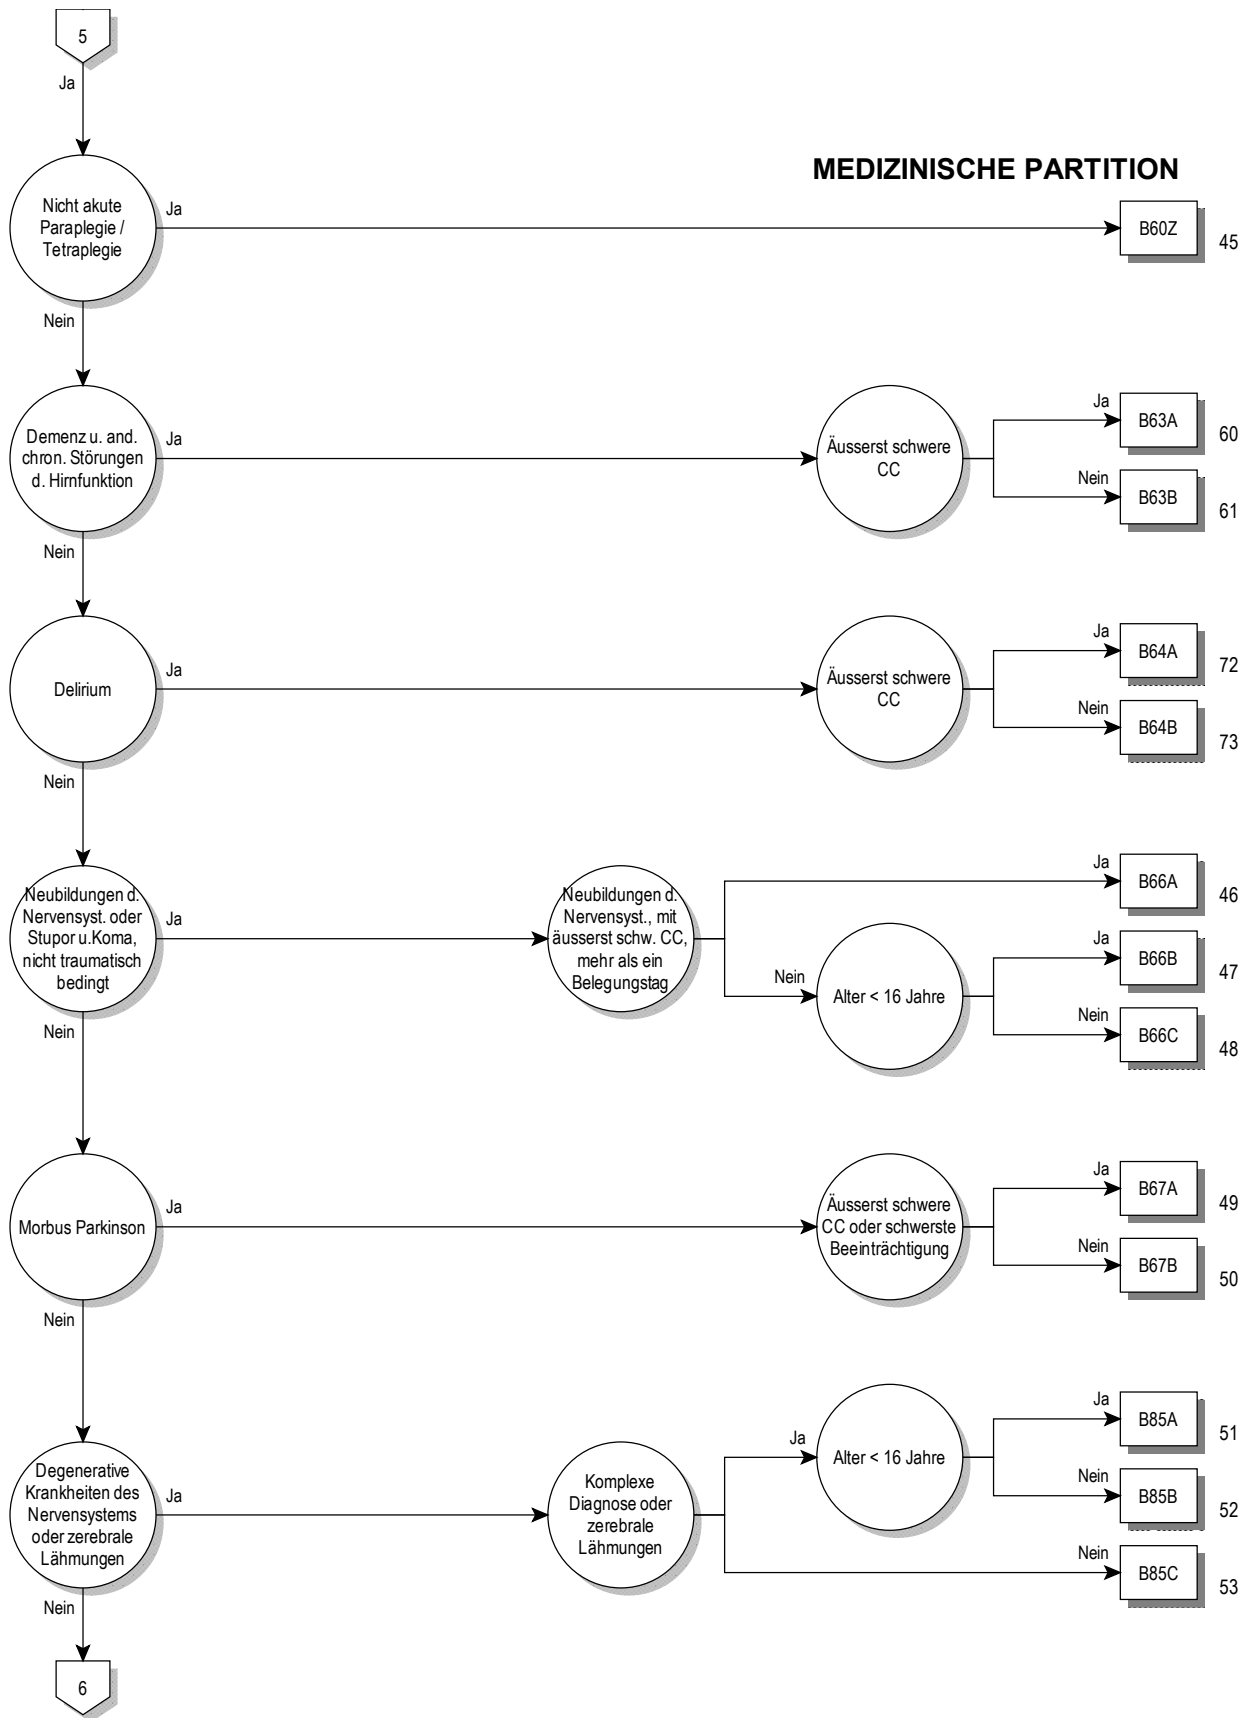 5
Ja
MEDIZINISCHE PARTITION
Nicht akute
Paraplegie /
Tetraplegie
Ja
B60Z
45
Nein
Demenz u. and.
chron. Störungen
d. Hirnfunktion
Ja
Äusserst schwere
CC
Ja
B63A
60
Nein
B63B
61
Nein
Delirium
Ja
Äusserst schwere
CC
Ja
B64A
72
Nein
B64B
73
Nein
Neubildungen d.
Nervensyst. oder
Stupor u.Koma,
nicht traumatisch
bedingt
Ja
Neubildungen d.
Nervensyst., mit
äusserst schw. CC,
mehr als ein
Belegungstag
Ja
B66A
46
Nein
Alter < 16 Jahre
Ja
B66B
47
Nein
B66C
48
Nein
Morbus Parkinson
Ja
Äusserst schwere
CC oder schwerste
Beeinträchtigung
Ja
B67A
49
Nein
B67B
50
Nein
Degenerative
Krankheiten des
Nervensystems
oder zerebrale
Lähmungen
Ja
Komplexe
Diagnose oder
zerebrale
Lähmungen
Ja
Alter < 16 Jahre
Ja
B85A
51
Nein
B85B
52
Nein
B85C
53
Nein
6